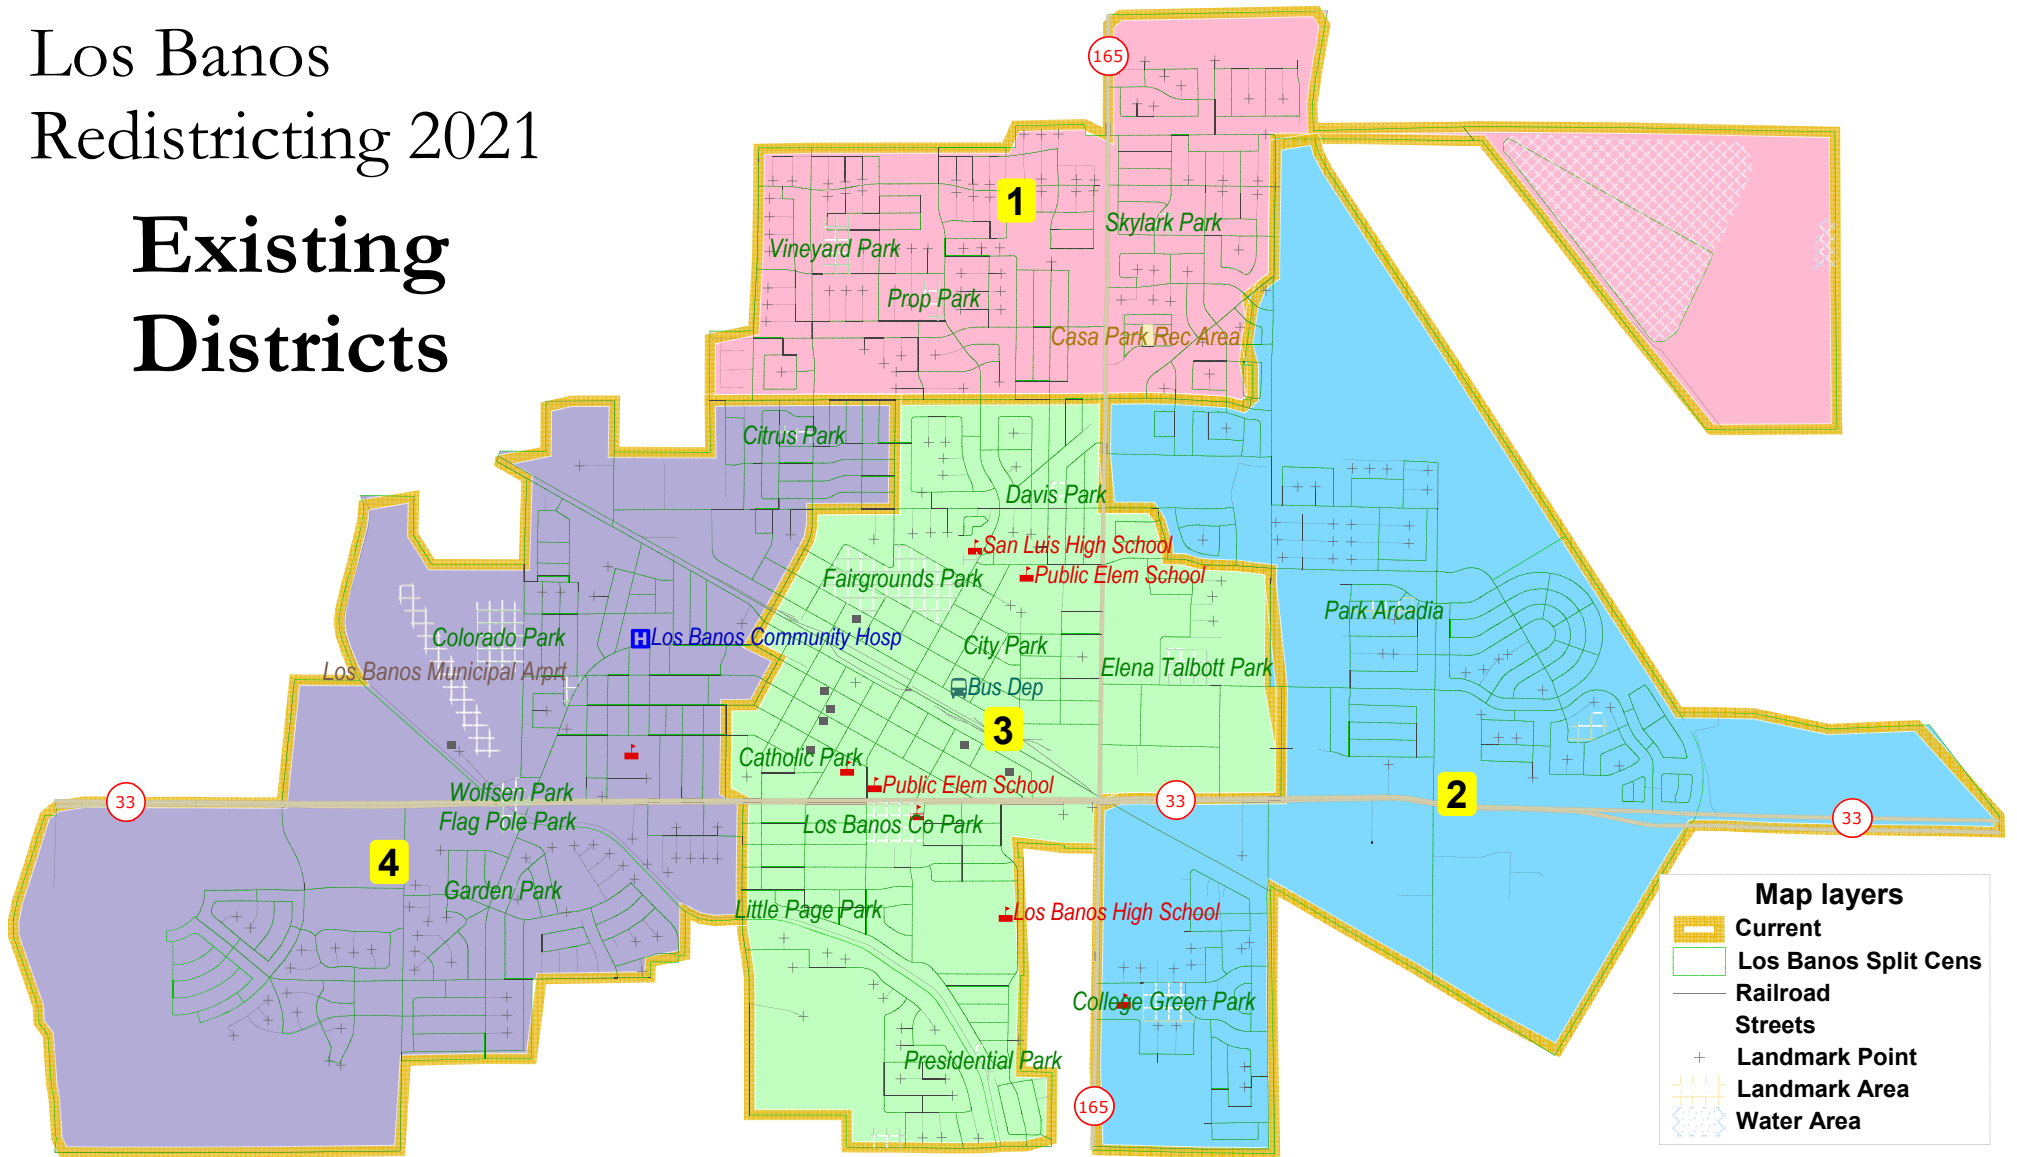 Los Banos
Redistricting 2021
Existing
Districts
165
1
Skylark Park
Vineyard Park
Prop Park
Casa Park Rec Area
Citrus Park
Davis Park
San Luis High School
Public Elem School
Fairgrounds Park
Park Arcadia
Colorado Park
H
Los Banos Community Hosp
City Park
Los Banos Municipal Arprt
Elena Talbott Park
Bus Dep
3
Catholic Park
Public Elem School
Wolfsen Park
33
33
2
33
Flag Pole Park
Los Banos Co Park
4
Garden Park
Little Page Park
Los Banos High School
College Green Park
Presidential Park
165
Map layers
Current
Los Banos Split Cens
Railroad
Streets
Landmark Point
Landmark Area
Water Area